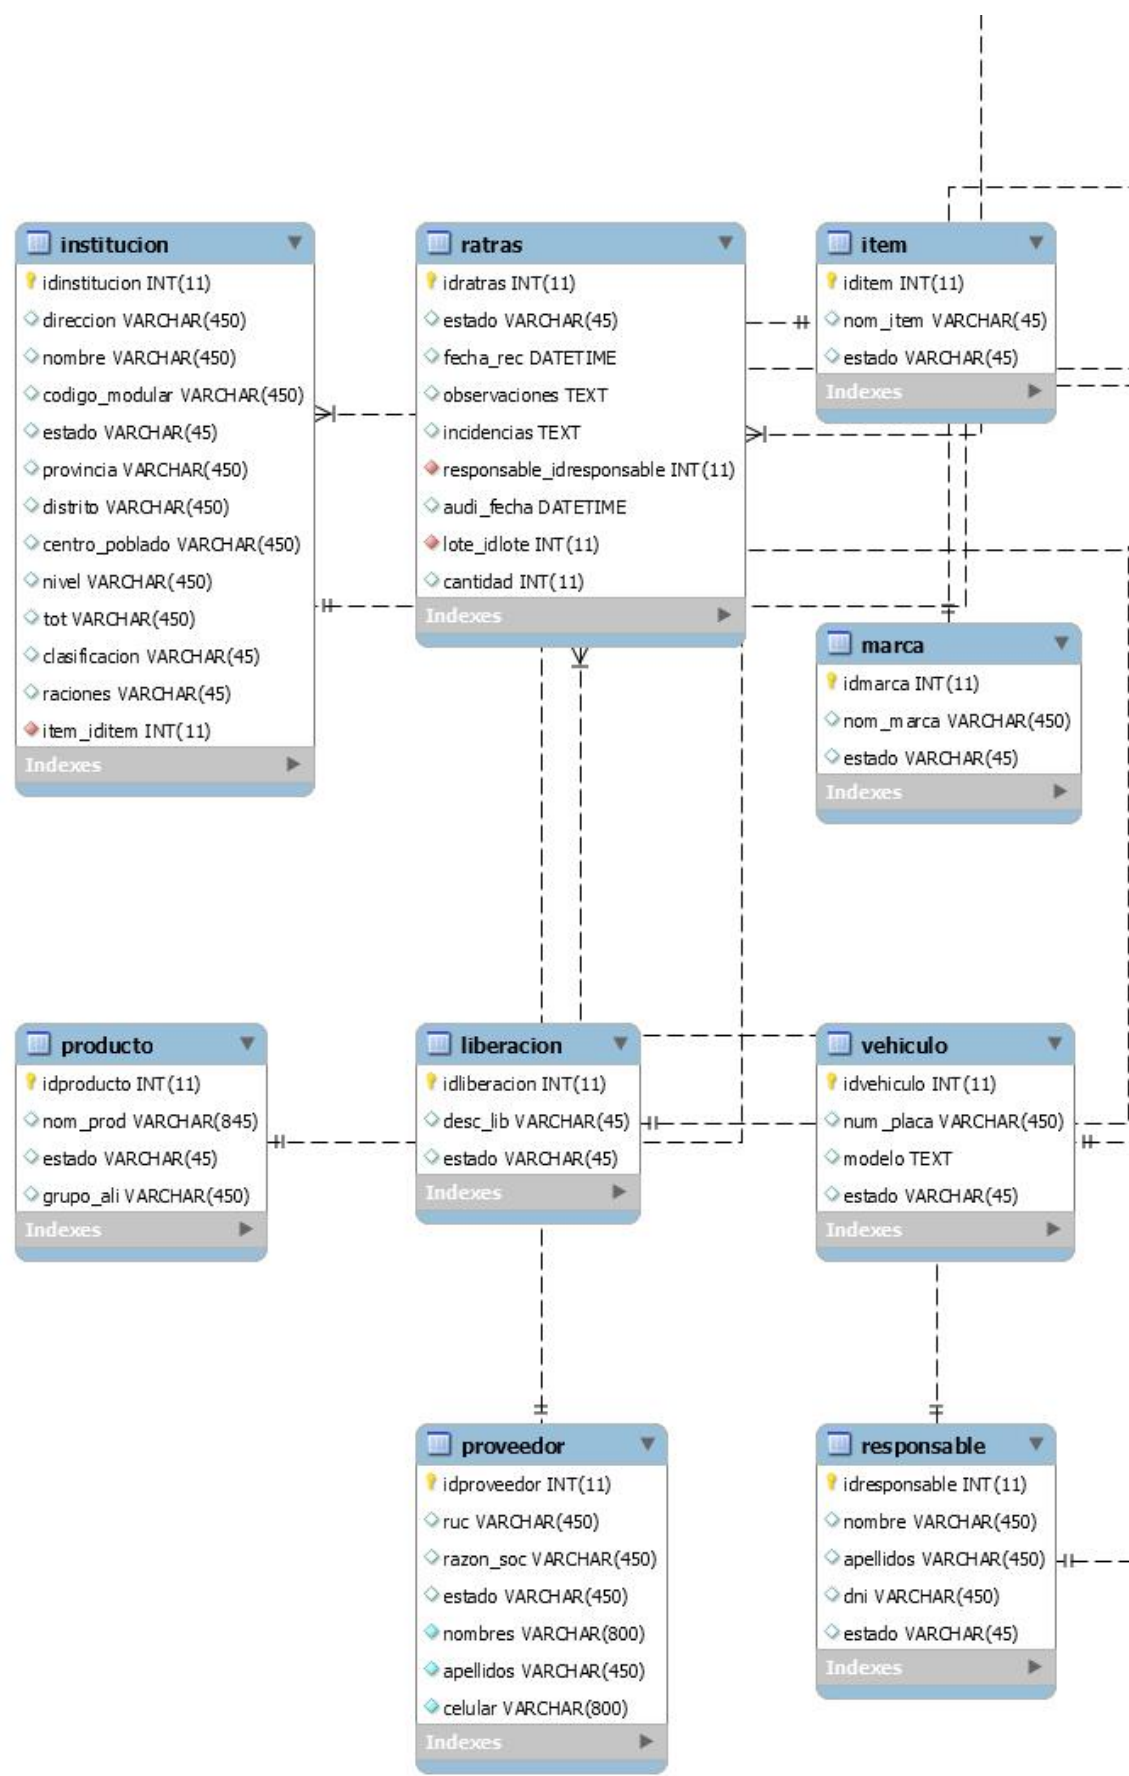 institucion
idinstitucion INT(11)
direccion VARCHAR(450)
nombre VARCHAR(450)
codigo_modular VARCHAR(450)
estado VARCHAR(45)
provincia VARCHAR(450)
distrito VARCHAR(450)
centro_poblado VARCHAR(450)
nivel VARCHAR(450)
tot VARCHAR(450)
clasificacion VARCHAR(45)
raciones VARCHAR(45)
item_iditem INT(11)
Indexes
ratras
idratras INT(11)
estado VARCHAR(45)
fecha_rec DATETIME
observaciones TEXT
incidencias TEXT
responsable_idresponsable INT(11)
audi_fecha DATETIME
lote_idlote INT(11)
cantidad INT(11)
Indexes
item
iditem INT(11)
nom_item VARCHAR(45)
estado VARCHAR(45)
Indexes
marca
idmarca INT(11)
nom_marca VARCHAR(450)
estado VARCHAR(45)
Indexes
producto
idproducto INT(11)
nom_prod VARCHAR(845)
estado VARCHAR(45)
grupo_ali VARCHAR(450)
Indexes
liberacion
idliberacion INT(11)
desc_lib VARCHAR(45)
estado VARCHAR(45)
Indexes
vehiculo
idvehiculo INT(11)
num_placa VARCHAR(450)
modelo TEXT
estado VARCHAR(45)
Indexes
proveedor
idproveedor INT(11)
ruc VARCHAR(450)
razon_soc VARCHAR(450)
estado VARCHAR(450)
nombres VARCHAR(800)
apellidos VARCHAR(450)
celular VARCHAR(800)
Indexes
responsable
idresponsable INT(11)
nombre VARCHAR(450)
apellidos VARCHAR(450)
dni VARCHAR(450)
estado VARCHAR(45)
Indexes